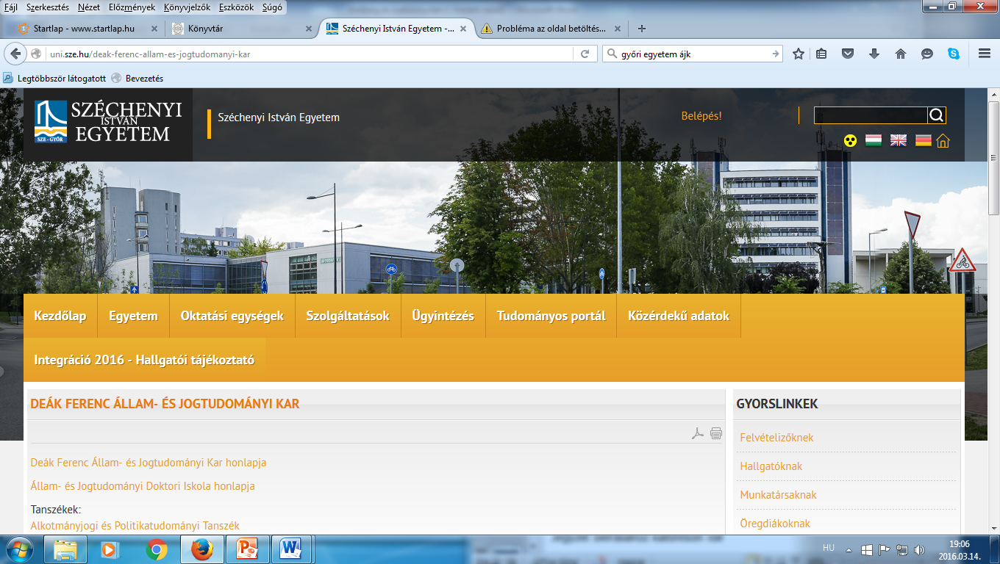 Fájl Szerkesztés Nézet Előzmények Könyvjelzők Eszközök Súgó
Startlap - www.startlap.hu
Könyvtár
Széchenyi István Egyetem -...
Probléma az oldal betöltés...
uni.sze.hu/deak-ferenc-allam-es-jogtudomanyi-kar
győri egyetem ájk
Legtöbbször látogatott
Bevezetés
SZÉCHENYI
ISTVÁN
EGYETEM
SZE - GYŐR
Széchenyi István Egyetem
Belépés!
Kezdőlap
Egyetem
Oktatási egységek
Szolgáltatások
Ügyintézés
Tudományos portál
Közérdekű adatok
Integráció 2016 - Hallgatói tájékoztató
DEÁK FERENC ÁLLAM- ÉS JOGTUDOMÁNYI KAR
Deák Ferenc Állam- és Jogtudományi Kar honlapja
Állam- és Jogtudományi Doktori Iskola honlapja
Tanszékek:
Alkotmányjogi és Politikatudományi Tanszék
GYORSLINKEK
Felvételizőknek
Hallgatóknak
Munkatársaknak
Öregdiákoknak
HU
19:06
2016.03.14.